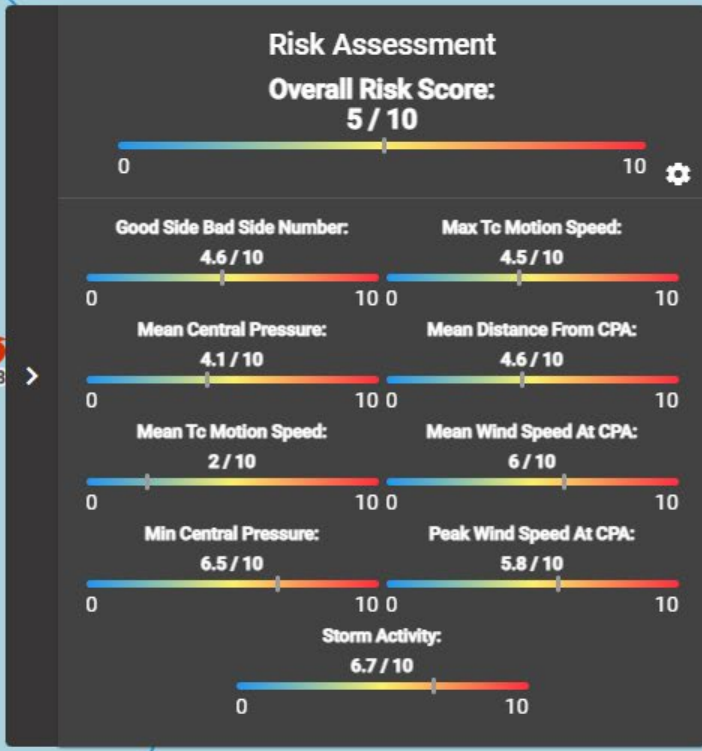 Risk Assessment
Overall Risk Score:
5 / 10
0 10
Good Side Bad Side Number: Max Tc Motion Speed:
4.6 / 10 4.5 / 10
0 10 0 10
Mean Central Pressure: Mean Distance From CPA:
4.1 / 10 4.6 / 10
0 10 0 10
Mean Tc Motion Speed: Mean Wind Speed At CPA:
2 / 10 6 / 10
0 10 0 10
Min Central Pressure: Peak Wind Speed At CPA:
6.5 / 10 5.8 / 10
0 10 0 10
Storm Activity:
6.7 / 10
0 10